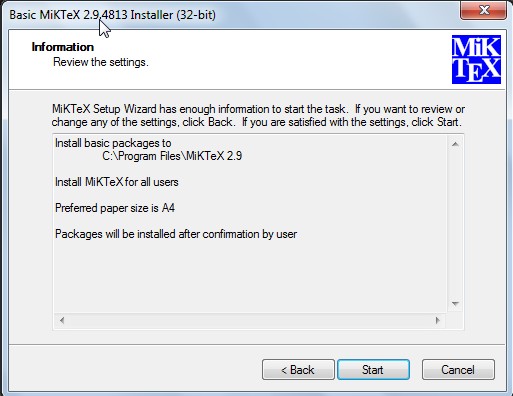 Basic MiKTeX 2.9.4813 Installer (32-bit)
Information
Review the settings.
MiK
TEX
MiKTeX Setup Wizard has enough information to start the task. If you want to review or
change any of the settings, click Back. If you are satisfied with the settings, click Start.
Install basic packages to
C:\Program Files\MiKTeX 2.9
Install MiKTeX for all users
Preferred paper size is A4
Packages will be installed after confirmation by user
< Back
Start
Cancel